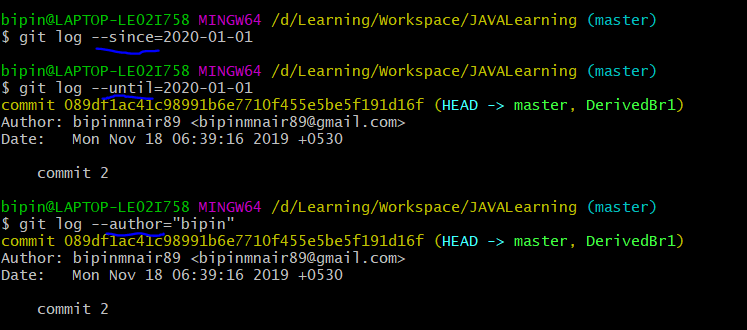 bipin@LAPTOP-LEO2I758 MINGW64 /d/Learning/Workspace/JAVALearning (master)
$ git log --since=2020-01-01
bipin@LAPTOP-LEO2I758 MINGW64 /d/Learning/Workspace/JAVALearning (master)
$ git log --until=2020-01-01
commit 089df1ac41c98991b6e7710f455e5be5f191d16f (HEAD -> master, DerivedBr1)
Author: bipinmnair89 <bipinmnair89@gmail.com>
Date:   Mon Nov 18 06:39:16 2019 +0530
    commit 2
bipin@LAPTOP-LEO2I758 MINGW64 /d/Learning/Workspace/JAVALearning (master)
$ git log --author="bipin"
commit 089df1ac41c98991b6e7710f455e5be5f191d16f (HEAD -> master, DerivedBr1)
Author: bipinmnair89 <bipinmnair89@gmail.com>
Date:   Mon Nov 18 06:39:16 2019 +0530
    commit 2